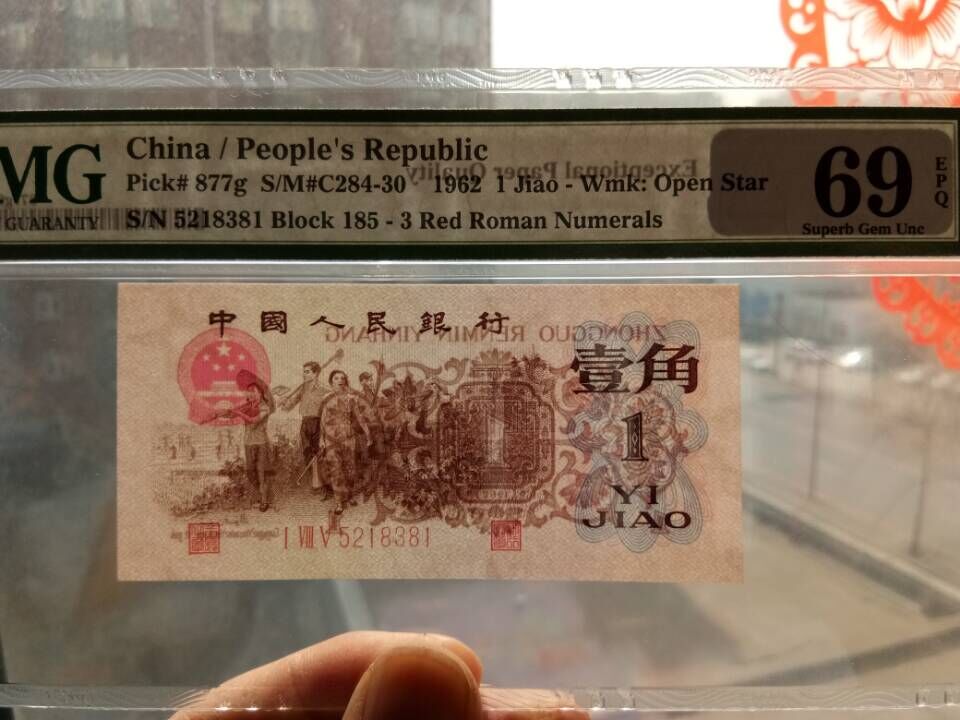 China / People's Republic
MG
Pick# 877g S/M#C284-30 1962 1 Jiao - Wmk: Open Star
GUARANTY
S/N 5218381 Block 185 - 3 Red Roman Numerals
Exceptional Paper Quality
69
EPQ
Superb Gem Unc
中國人民銀行
ZHONGGUO RENMIN YINHANG
壹角
1
1
YI
JIAO
I VIII V 5218381
1962